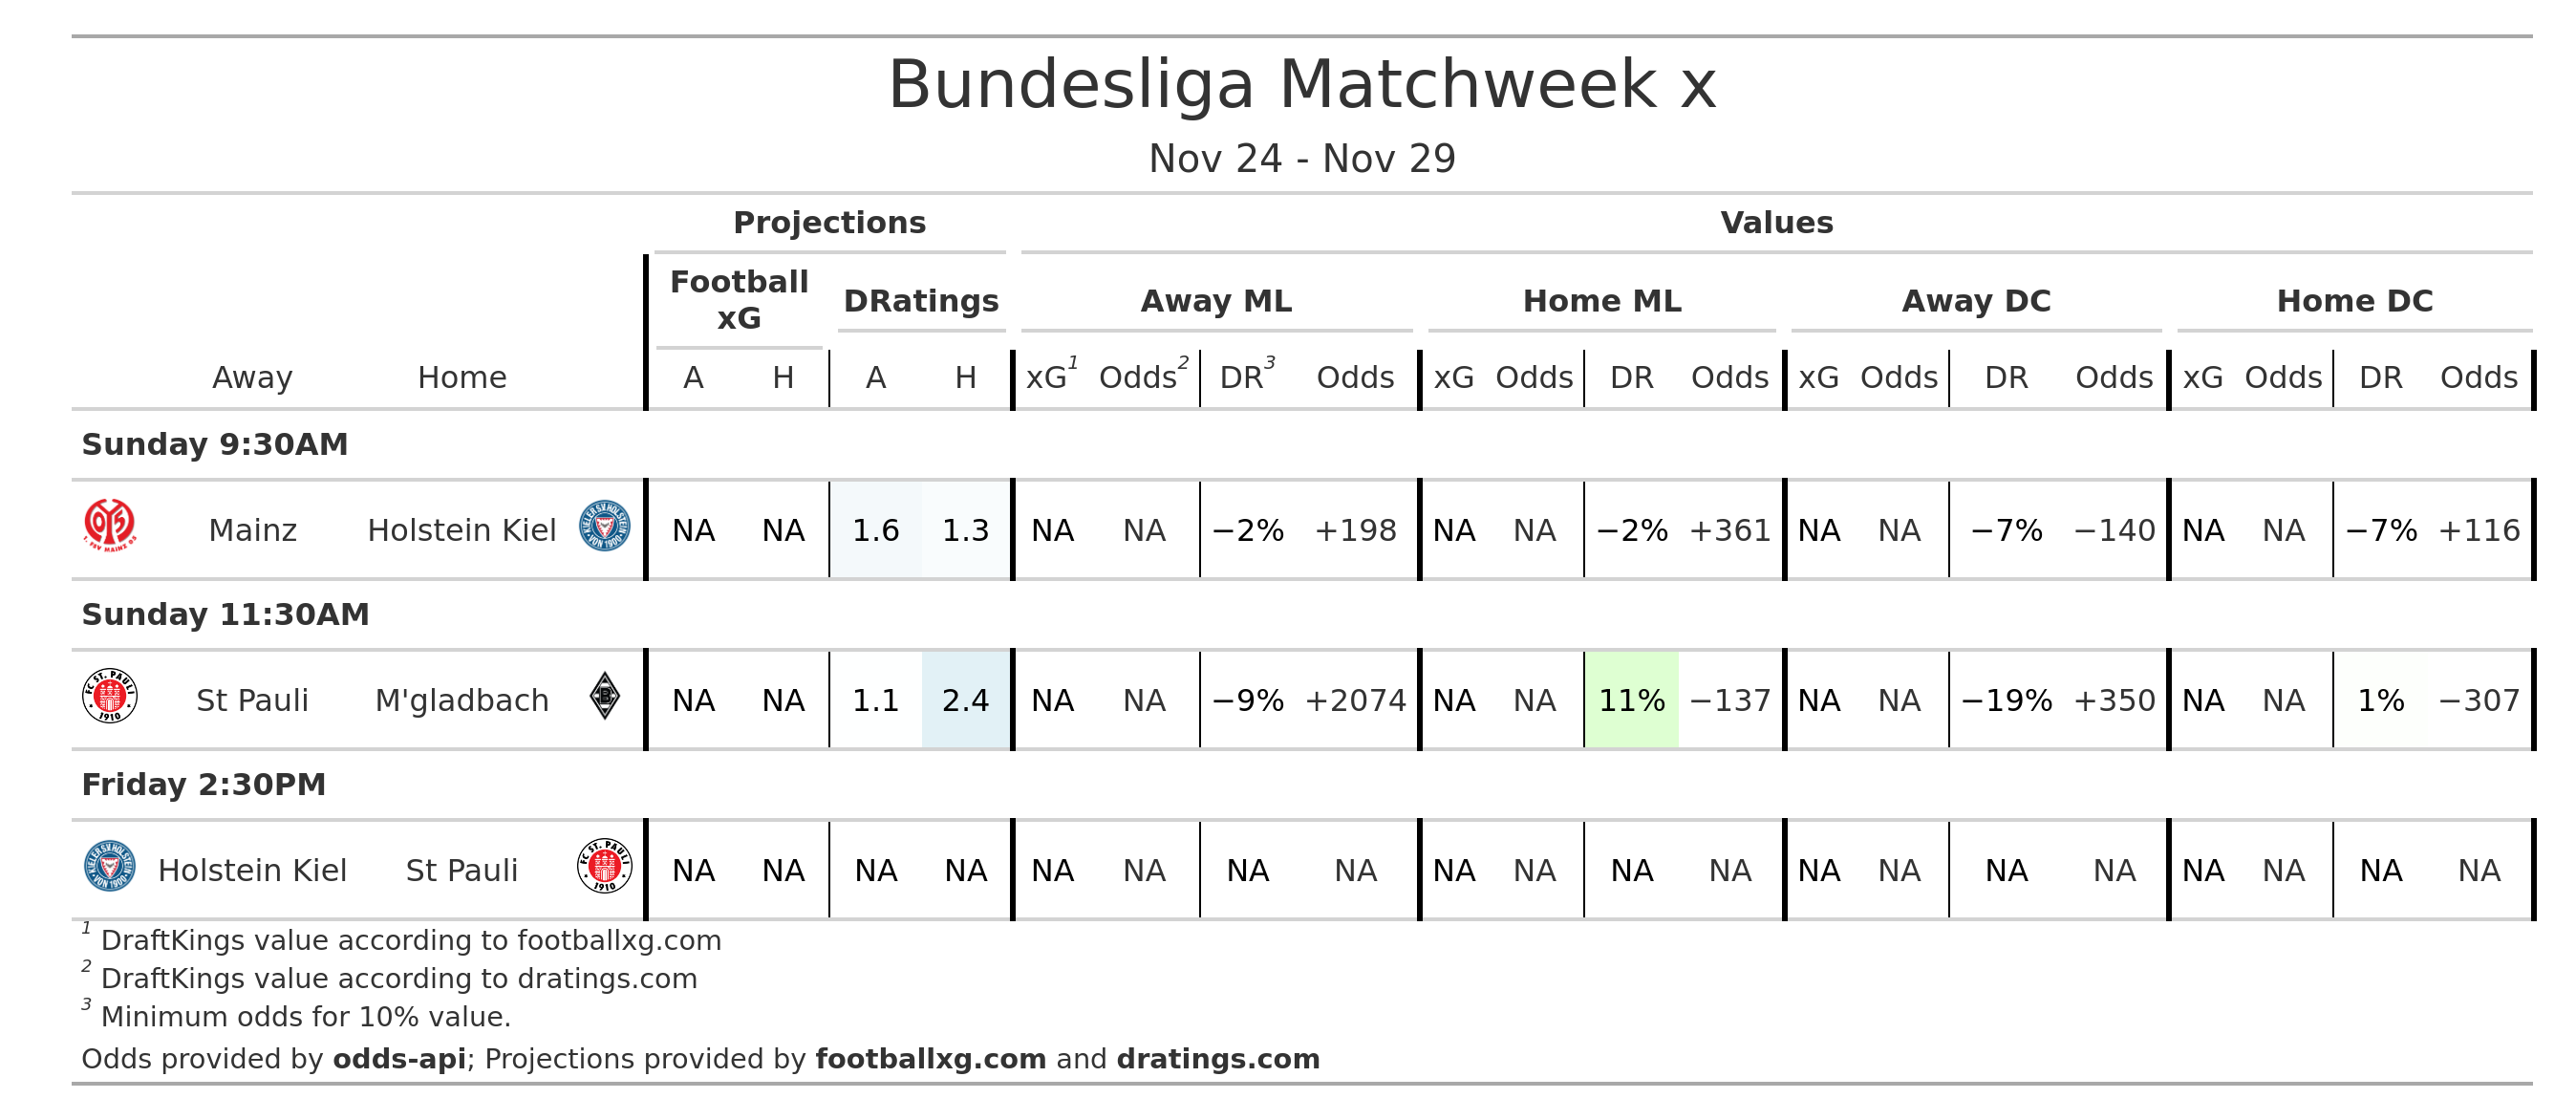 Bundesliga Matchweek x
Nov 24 - Nov 29
Projections Values
Football xG DRatings Away ML Home ML Away DC Home DC
Away Home A H A H xG1 Odds2 DR3 Odds xG Odds DR Odds xG Odds DR Odds xG Odds DR Odds
Sunday 9:30AM
Mainz Holstein Kiel NA NA 1.6 1.3 NA NA −2% +198 NA NA −2% +361 NA NA −7% −140 NA NA −7% +116
Sunday 11:30AM
St Pauli M'gladbach NA NA 1.1 2.4 NA NA −9% +2074 NA NA 11% −137 NA NA −19% +350 NA NA 1% −307
Friday 2:30PM
Holstein Kiel St Pauli NA NA NA NA NA NA NA NA NA NA NA NA NA NA NA NA NA NA NA NA
1 DraftKings value according to footballxg.com
2 DraftKings value according to dratings.com
3 Minimum odds for 10% value.
Odds provided by odds-api; Projections provided by footballxg.com and dratings.com